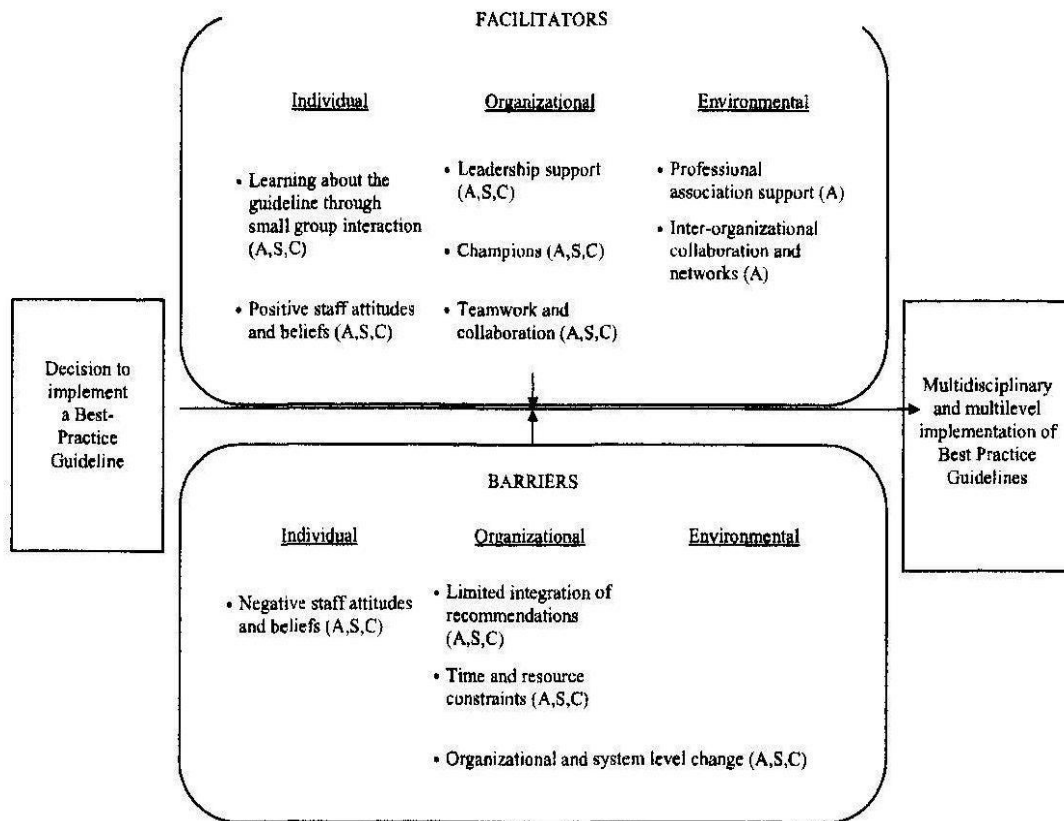 FACILITATORS
Individual
Organizational
Environmental
• Learning about the
guideline through
small group interaction
(A,S,C)
• Positive staff attitudes
and beliefs (A,S,C)
• Leadership support
(A,S,C)
• Champions (A,S,C)
• Teamwork and
collaboration (A,S,C)
• Professional
association support (A)
• Inter-organizational
collaboration and
networks (A)
Decision to
implement
a Best-
Practice
Guideline
Multidisciplinary
and multilevel
implementation of
Best Practice
Guidelines
BARRIERS
Individual
Organizational
Environmental
• Negative staff attitudes
and beliefs (A,S,C)
• Limited integration of
recommendations
(A,S,C)
• Time and resource
constraints (A,S,C)
• Organizational and system level change (A,S,C)